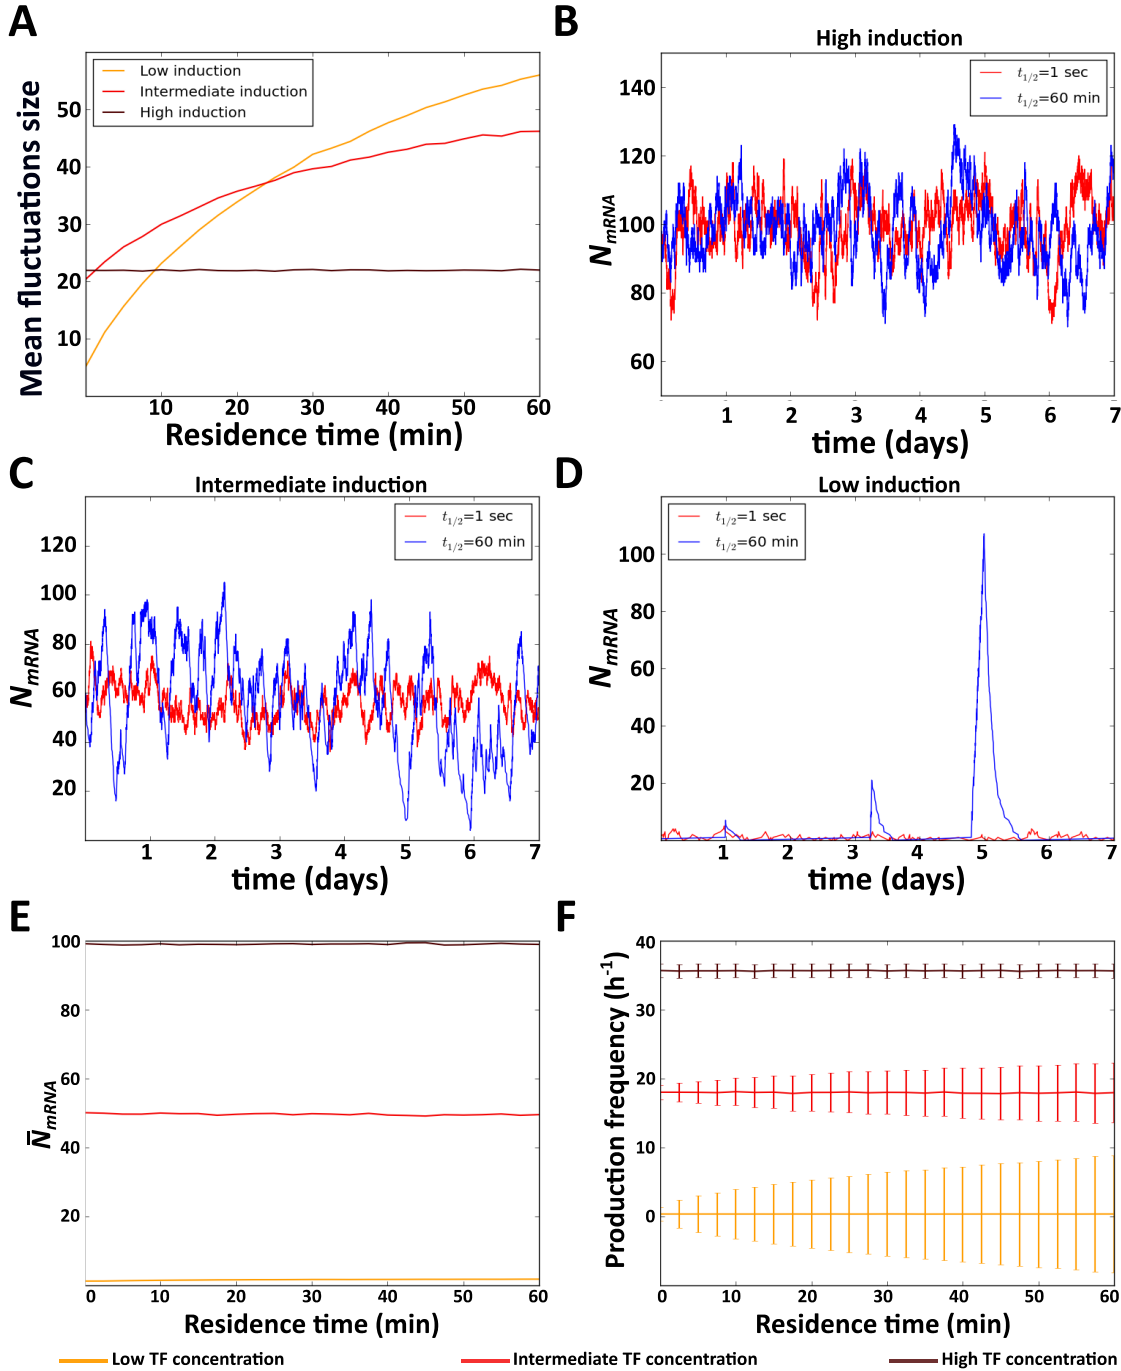 A
Low induction
Intermediate induction
High induction
50
40
30
20
10
Mean fluctuations size
10
20
30
40
50
60
Residence time (min)
B
High induction
t1/2=1 sec
t1/2=60 min
140
120
100
80
60
NmRNA
1
2
3
4
5
6
7
time (days)
C
Intermediate induction
t1/2=1 sec
t1/2=60 min
120
100
80
60
40
20
NmRNA
1
2
3
4
5
6
7
time (days)
D
Low induction
t1/2=1 sec
t1/2=60 min
100
80
60
40
20
NmRNA
1
2
3
4
5
6
7
time (days)
E
100
80
60
40
20
N̄mRNA
0
10
20
30
40
50
60
Residence time (min)
F
40
30
20
10
0
Production frequency (h-1)
0
10
20
30
40
50
60
Residence time (min)
Low TF concentration
Intermediate TF concentration
High TF concentration